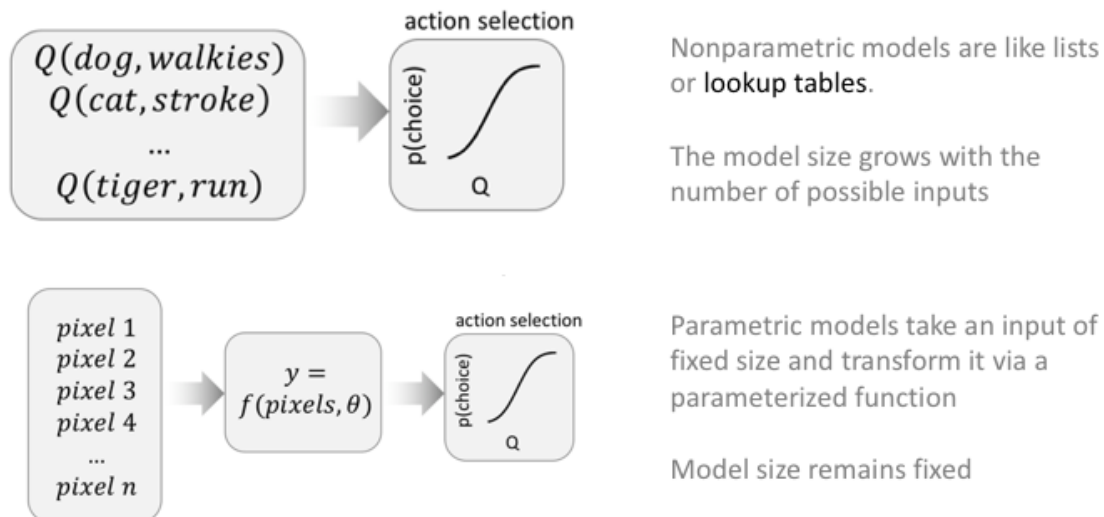 action selection
Q(dog, walkies)
Q(cat, stroke)
...
Q(tiger, run)
p(choice)
Q
Nonparametric models are like lists
or lookup tables.
The model size grows with the
number of possible inputs
pixel 1
pixel 2
pixel 3
pixel 4
...
pixel n
y =
f(pixels, θ)
action selection
p(choice)
Q
Parametric models take an input of
fixed size and transform it via a
parameterized function
Model size remains fixed